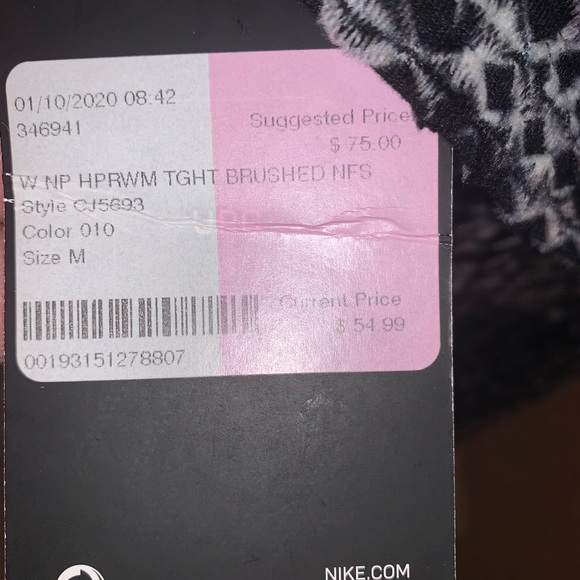 01/10/2020 08:42
346941
Suggested Price
$ 75.00
W NP HPRWM TGHT BRUSHED NFS
Style CJ5693
Color 010
Size M
Current Price
$ 54.99
00193151278807
NIKE.COM